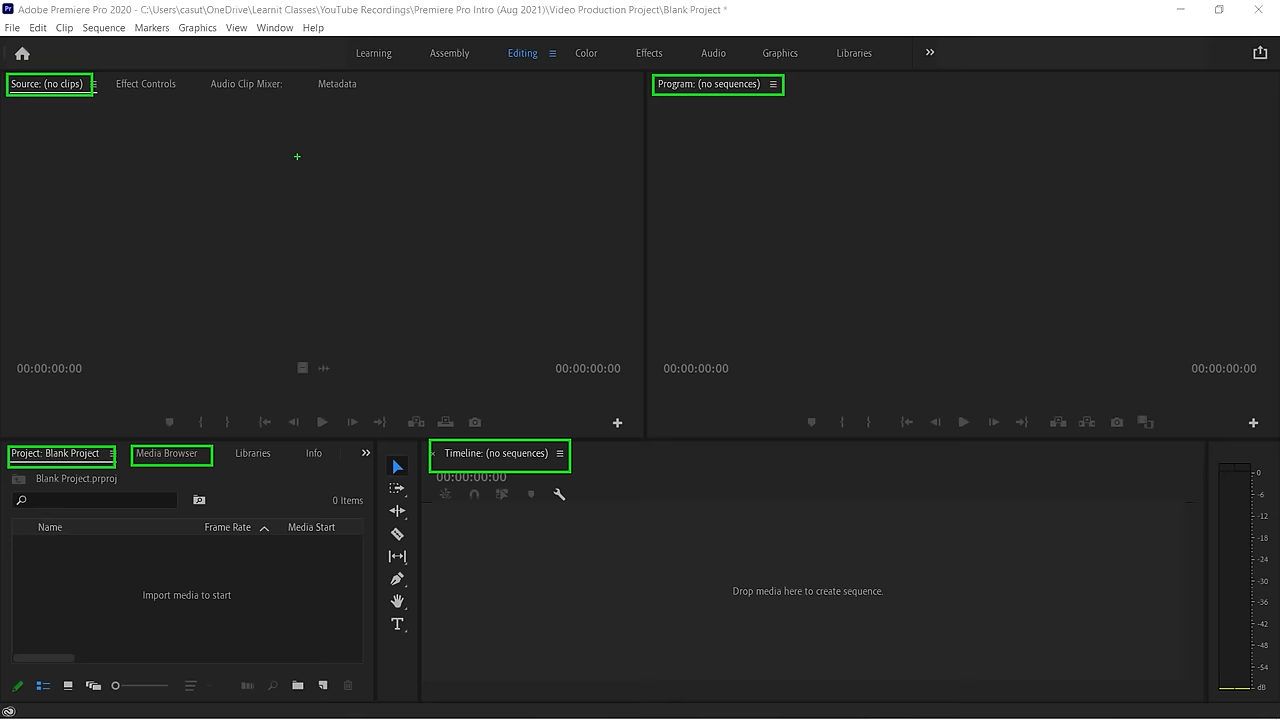 Pr Adobe Premiere Pro 2020 - C:\Users\casut\OneDrive\Learnit Classes\YouTube Recordings\Premiere Pro Intro (Aug 2021)\Video Production Project\Blank Project *
File Edit Clip Sequence Markers Graphics View Window Help
Learning Assembly Editing Color Effects Audio Graphics Libraries
Source: (no clips) Effect Controls Audio Clip Mixer: Metadata Program: (no sequences)
00:00:00:00 00:00:00:00 00:00:00:00 00:00:00:00
Project: Blank Project Media Browser Libraries Info Timeline: (no sequences)
Blank Project.prproj 00:00:00:00
0 Items
Name Frame Rate Media Start
Import media to start
Drop media here to create sequence.
T
0
-6
-12
-18
-24
-30
-36
-42
-48
-54
dB